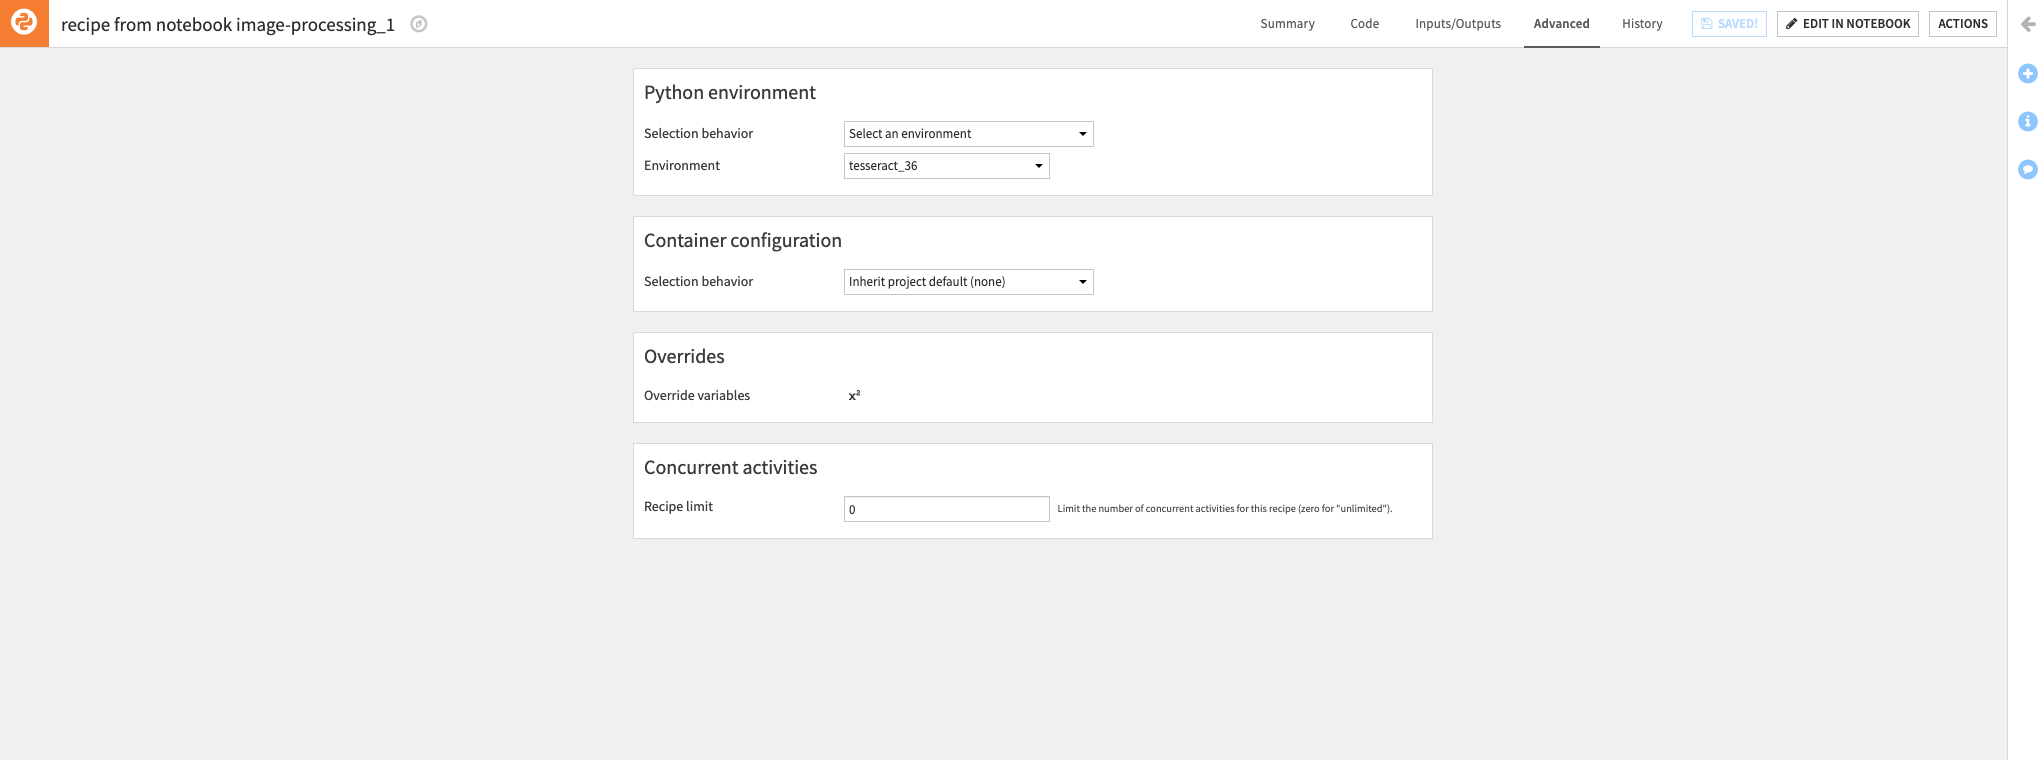 recipe from notebook image-processing_1
Summary Code Inputs/Outputs Advanced History SAVED! EDIT IN NOTEBOOK ACTIONS
Python environment
Selection behavior Select an environment
Environment tesseract_36
Container configuration
Selection behavior Inherit project default (none)
Overrides
Override variables x²
Concurrent activities
Recipe limit 0 Limit the number of concurrent activities for this recipe (zero for "unlimited").